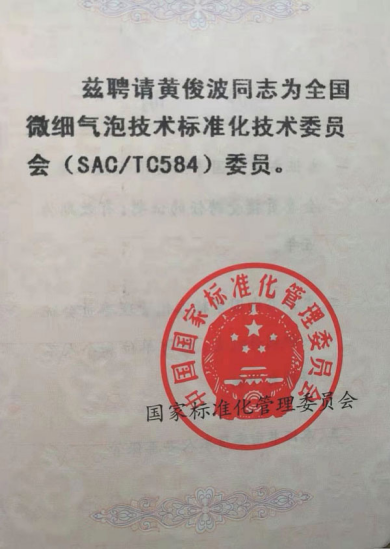 兹聘请黄俊波同志为全国
微细气泡技术标准化技术委员
会（SAC/TC584）委员。
中国国家标准化管理委员会
国家标准化管理委员会